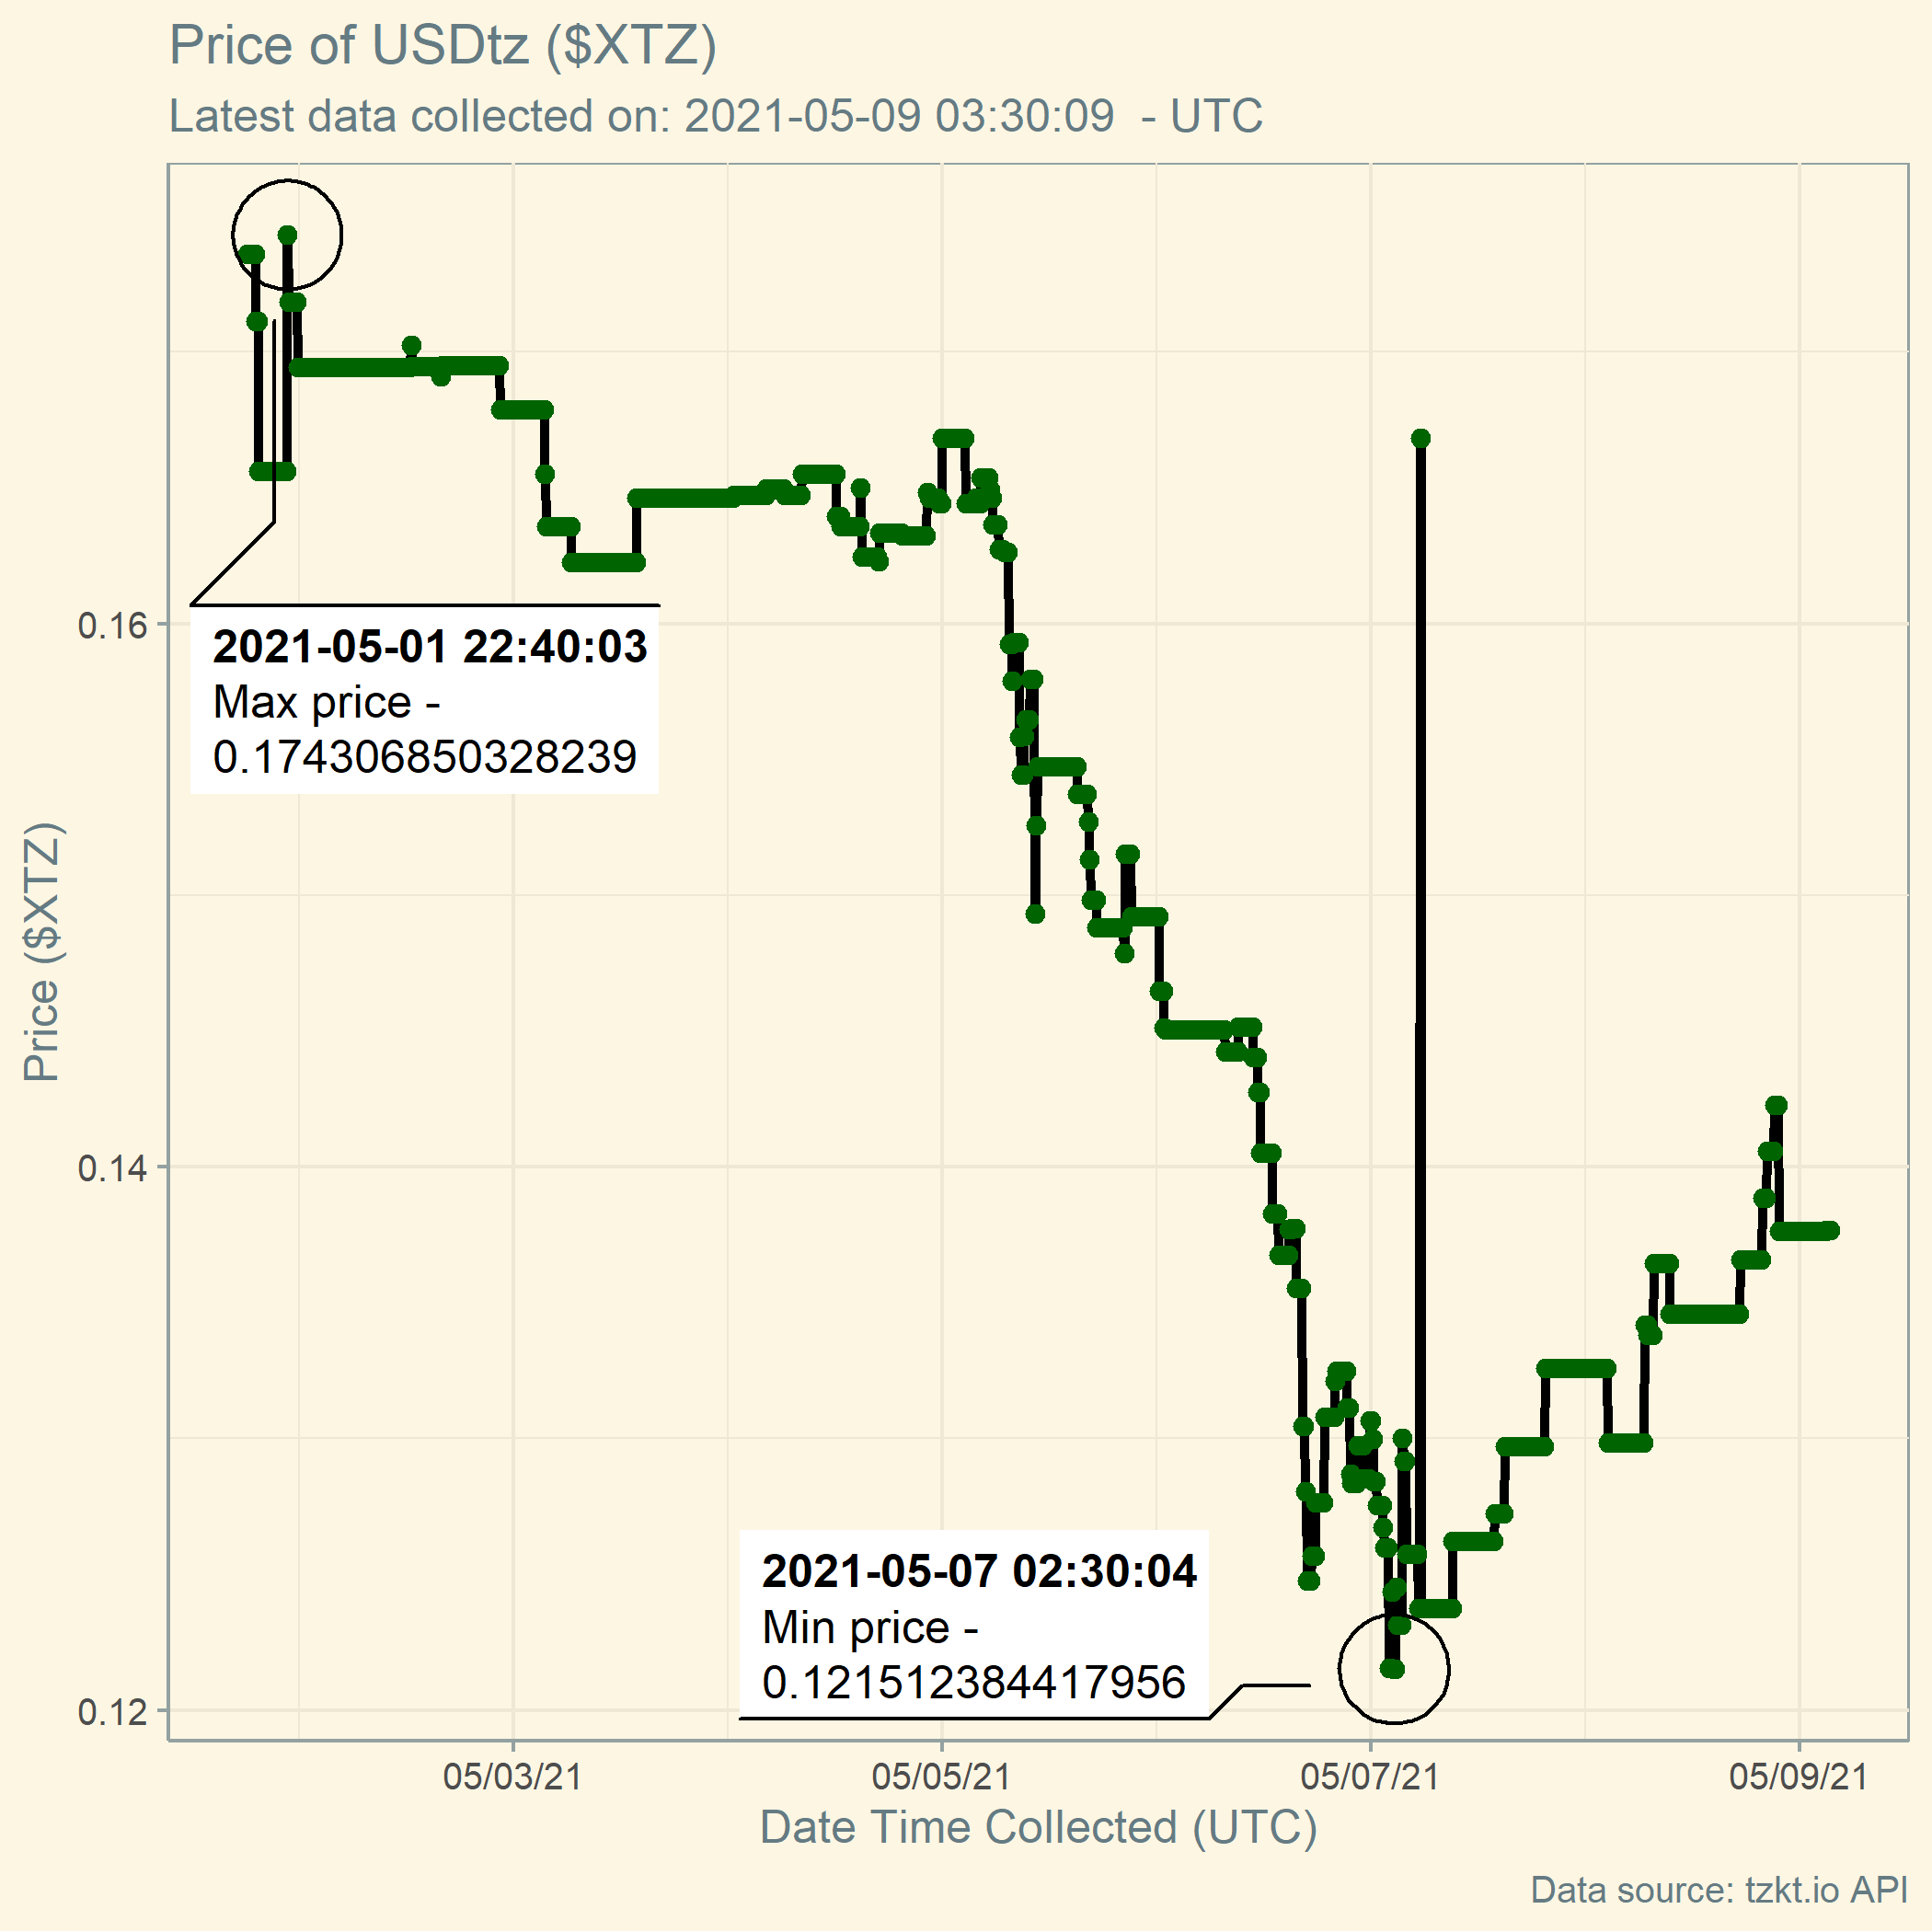 Price of USDtz ($XTZ)
Latest data collected on: 2021-05-09 03:30:09 - UTC
Price ($XTZ)
0.16
0.14
0.12
2021-05-01 22:40:03
Max price -
0.174306850328239
2021-05-07 02:30:04
Min price -
0.121512384417956
05/03/21
05/05/21
05/07/21
05/09/21
Date Time Collected (UTC)
Data source: tzkt.io API